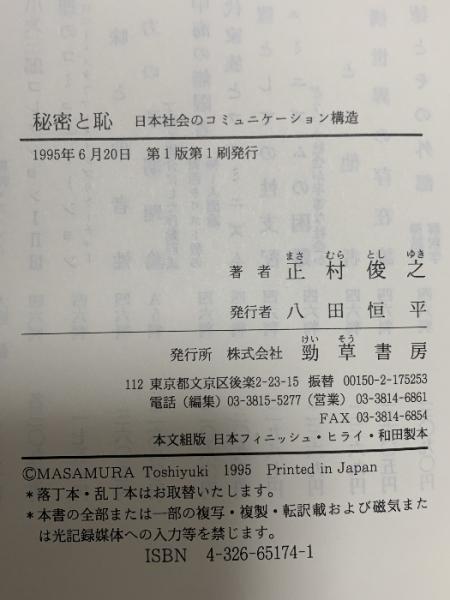 秘密と恥 日本社会のコミュニケーション構造
1995年6月20日 第1版第1刷発行
まさ むら とし ゆき
著者 正村俊之
発行者 八田恒平
けい そう
発行所 株式会社 勁草書房
112 東京都文京区後楽2-23-15 振替 00150-2-175253
電話(編集)03-3815-5277(営業)03-3814-6861
FAX 03-3814-6854
本文組版 日本フィニッシュ・ヒライ・和田製本
©MASAMURA Toshiyuki 1995 Printed in Japan
*落丁本・乱丁本はお取替いたします。
*本書の全部または一部の複写・複製・転訳載および磁気また
は光記録媒体への入力等を禁じます。
ISBN 4-326-65174-1